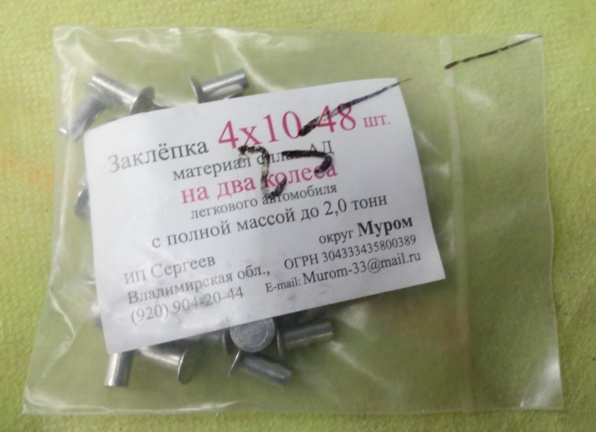 Заклёпка 4х10-48 шт.
материал сплав АД
на два колеса
легкового автомобиля
с полной массой до 2,0 тонн
ИП Сергеев округ Муром
Владимирская обл., ОГРН 304333435800389
(920) 904-20-44 E-mail: Murom-33@mail.ru